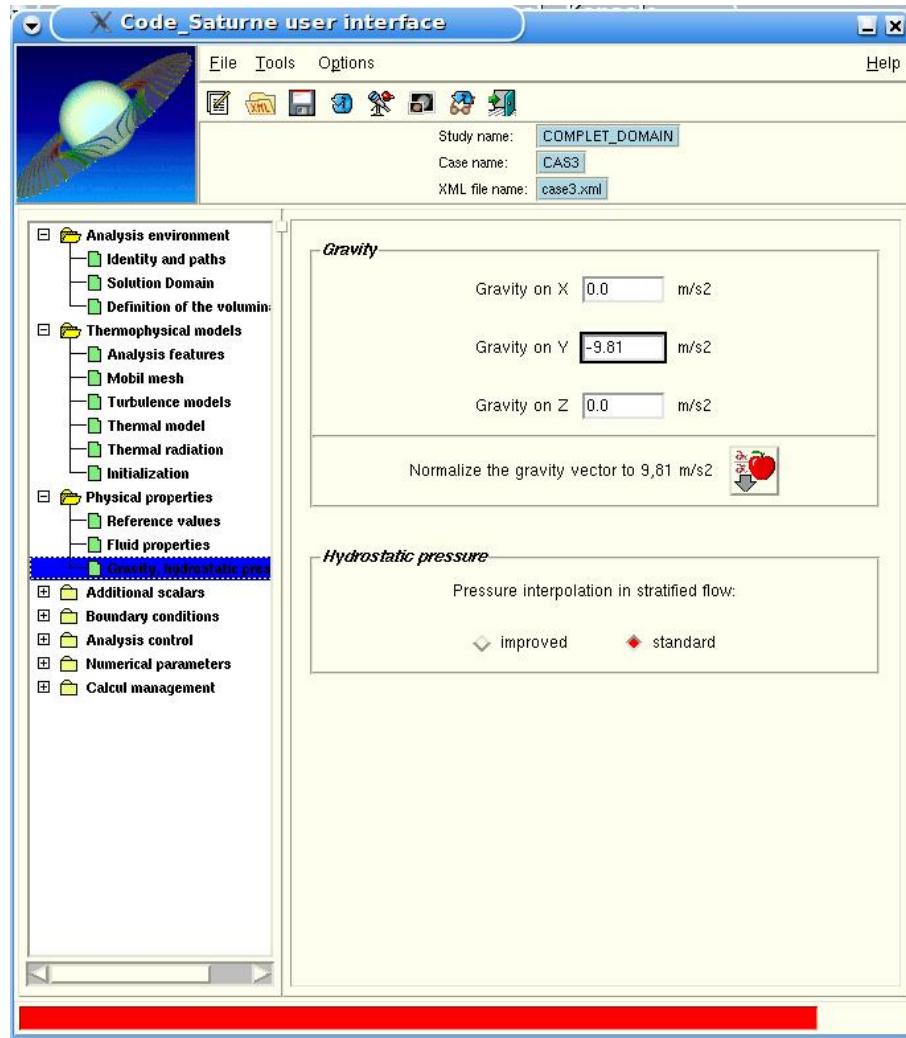 Code_Saturne user interface
File Tools Options Help
Study name: COMPLET_DOMAIN
Case name: CAS3
XML file name: case3.xml
Analysis environment
Identity and paths
Solution Domain
Definition of the volumin
Thermophysical models
Analysis features
Mobil mesh
Turbulence models
Thermal model
Thermal radiation
Initialization
Physical properties
Reference values
Fluid properties
Gravity, hydrostatic pres
Additional scalars
Boundary conditions
Analysis control
Numerical parameters
Calcul management
Gravity
Gravity on X 0.0 m/s2
Gravity on Y -9.81 m/s2
Gravity on Z 0.0 m/s2
Normalize the gravity vector to 9,81 m/s2
Hydrostatic pressure
Pressure interpolation in stratified flow:
improved standard